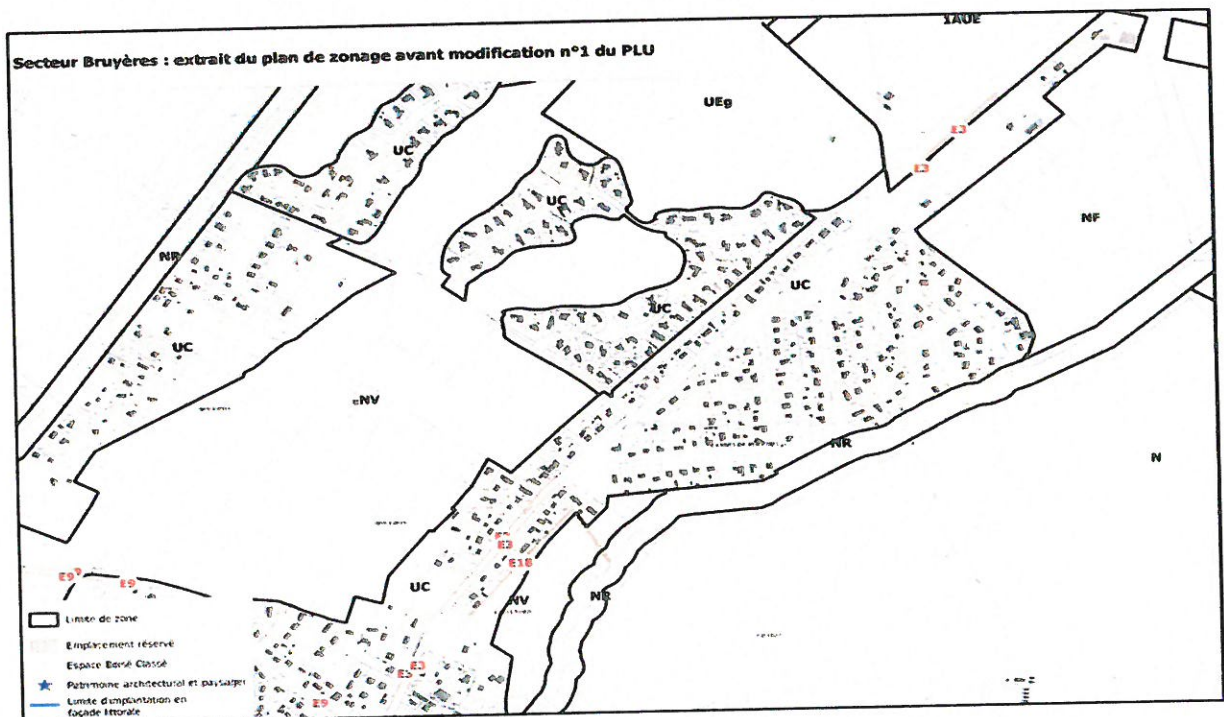 1AUE
Secteur Bruyères : extrait du plan de zonage avant modification n°1 du PLU
UEg
E3
UC
E3
UC
NF
NR
UC
UC
UC
NV
NR
N
E3
E18
UC
NV
NR
E9
E9
Limite de zone
Emplacement réservé
Espace Boisé Classé
Patrimoine architectural et paysager
Limite d'implantation en
façade littorale
E3
E9